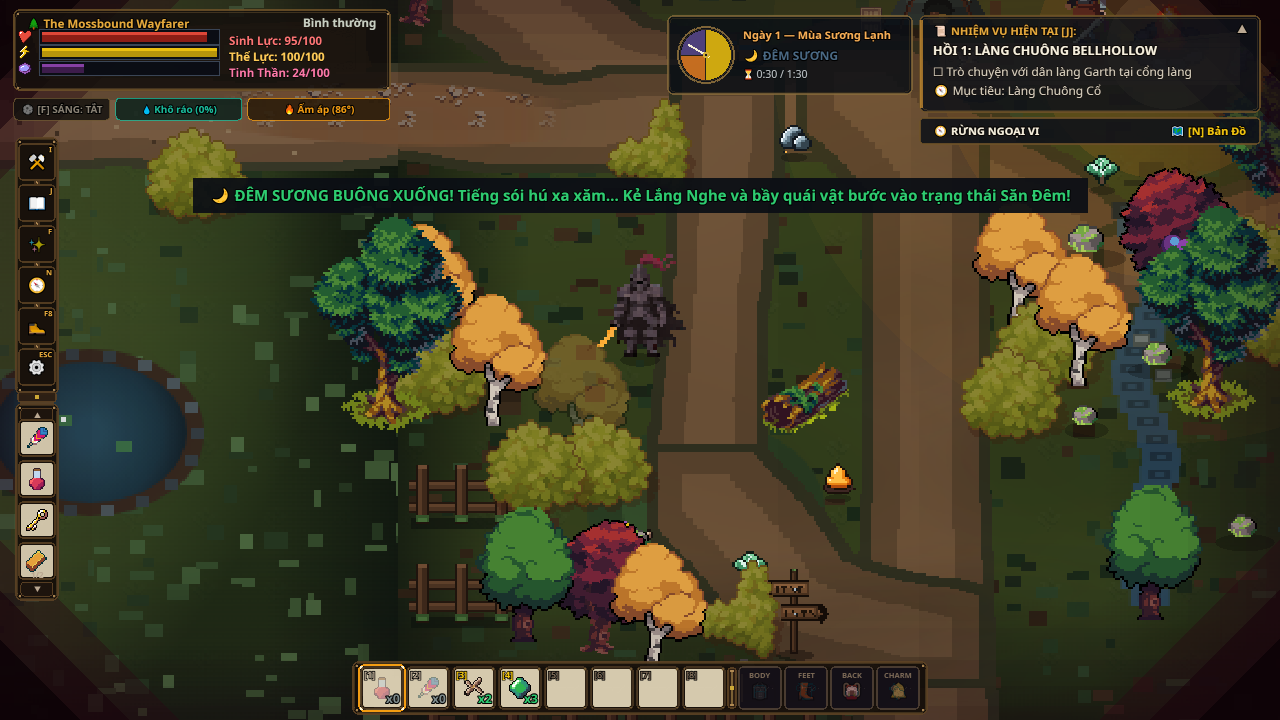 The Mossbound Wayfarer
Bình thường
Sinh Lực: 95/100
Thế Lực: 100/100
Tinh Thần: 24/100
[F] SÁNG: TẮT
Khô ráo (0%)
Ấm áp (86°)
Ngày 1 — Mùa Sương Lạnh
ĐÊM SƯƠNG
0:30 / 1:30
NHIỆM VỤ HIỆN TẠI [J]:
HỒI 1: LÀNG CHUÔNG BELLHOLLOW
Trò chuyện với dân làng Garth tại cổng làng
Mục tiêu: Làng Chuông Cổ
RỪNG NGOẠI VI
[N] Bản Đồ
ĐÊM SƯƠNG BUÔNG XUỐNG! Tiếng sói hú xa xăm... Kẻ Lắng Nghe và bầy quái vật bước vào trạng thái Săn Đêm!
I
J
F
N
F8
ESC
[1]
x0
[2]
x0
[3]
x2
[4]
x3
[5]
[6]
[7]
[8]
BODY
FEET
BACK
CHARM